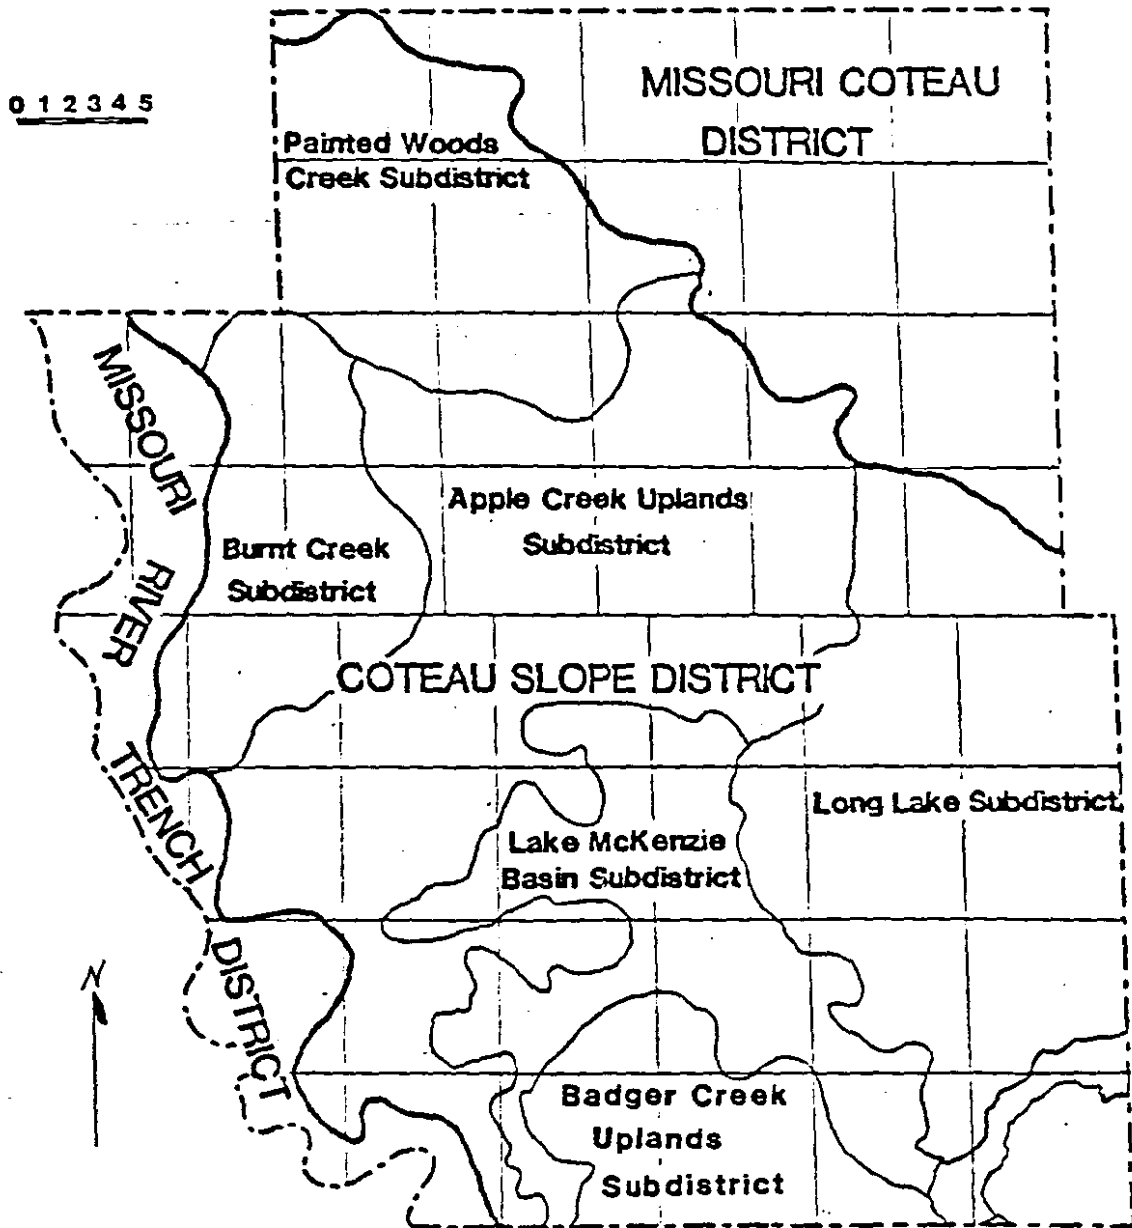 MISSOURI COTEAU
DISTRICT
0 1 2 3 4 5
Painted Woods
Creek Subdistrict
MISSOURI
RIVER
TRENCH
DISTRICT
Apple Creek Uplands
Subdistrict
Burnt Creek
Subdistrict
COTEAU SLOPE DISTRICT
Long Lake Subdistrict
Lake McKenzie
Basin Subdistrict
N
Badger Creek
Uplands
Subdistrict